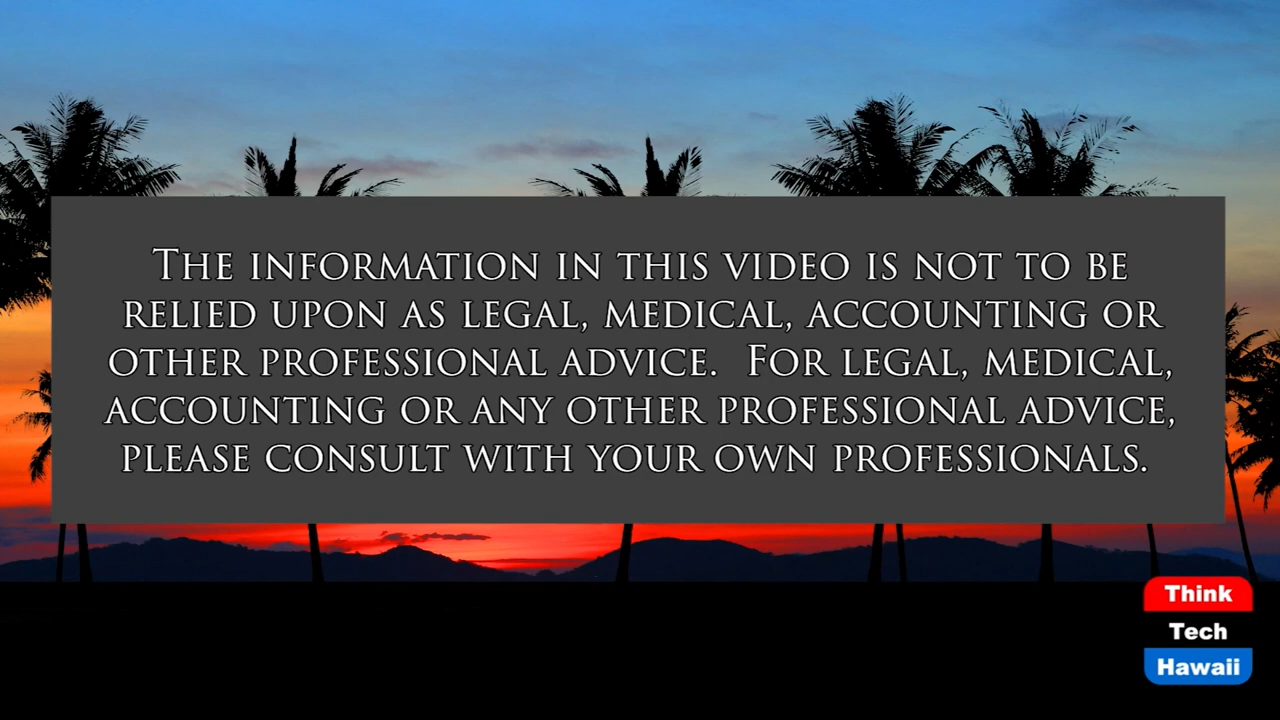 The information in this video is not to be
relied upon as legal, medical, accounting or
other professional advice.  For legal, medical,
accounting or any other professional advice,
please consult with your own professionals.
Think
Tech
Hawaii